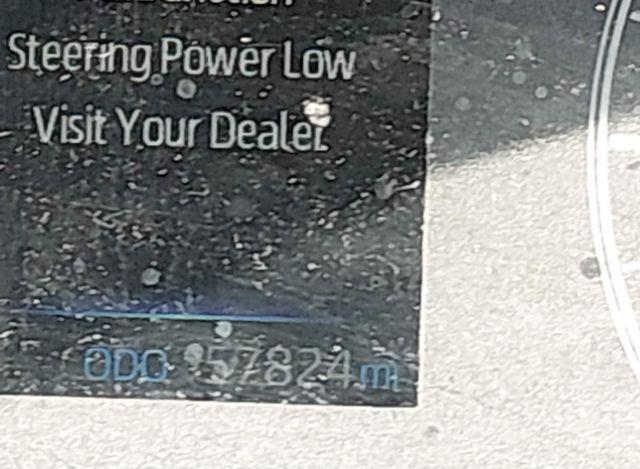 Steering Power Low
Visit Your Dealer
ODO 57824 mi